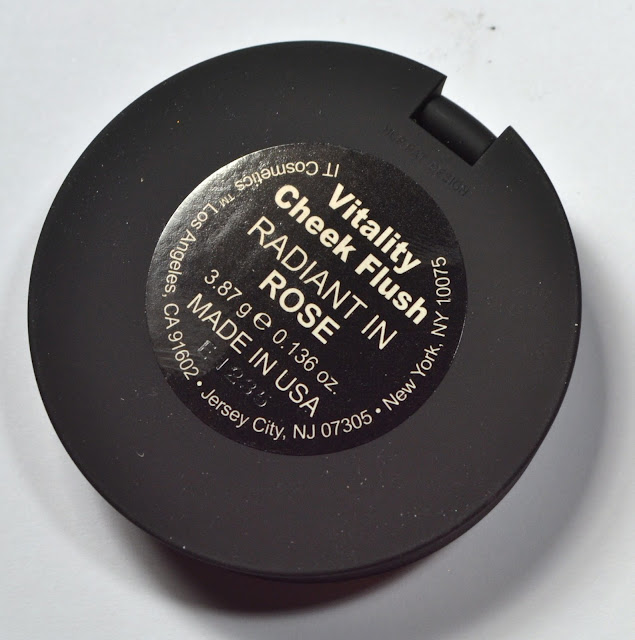 Vitality
Cheek Flush
RADIANT IN
ROSE
3.87 g ℮ 0.136 oz.
MADE IN USA
IT Cosmetics ™ Los Angeles, CA 91602 • Jersey City, NJ 07305 • New York, NY 10075